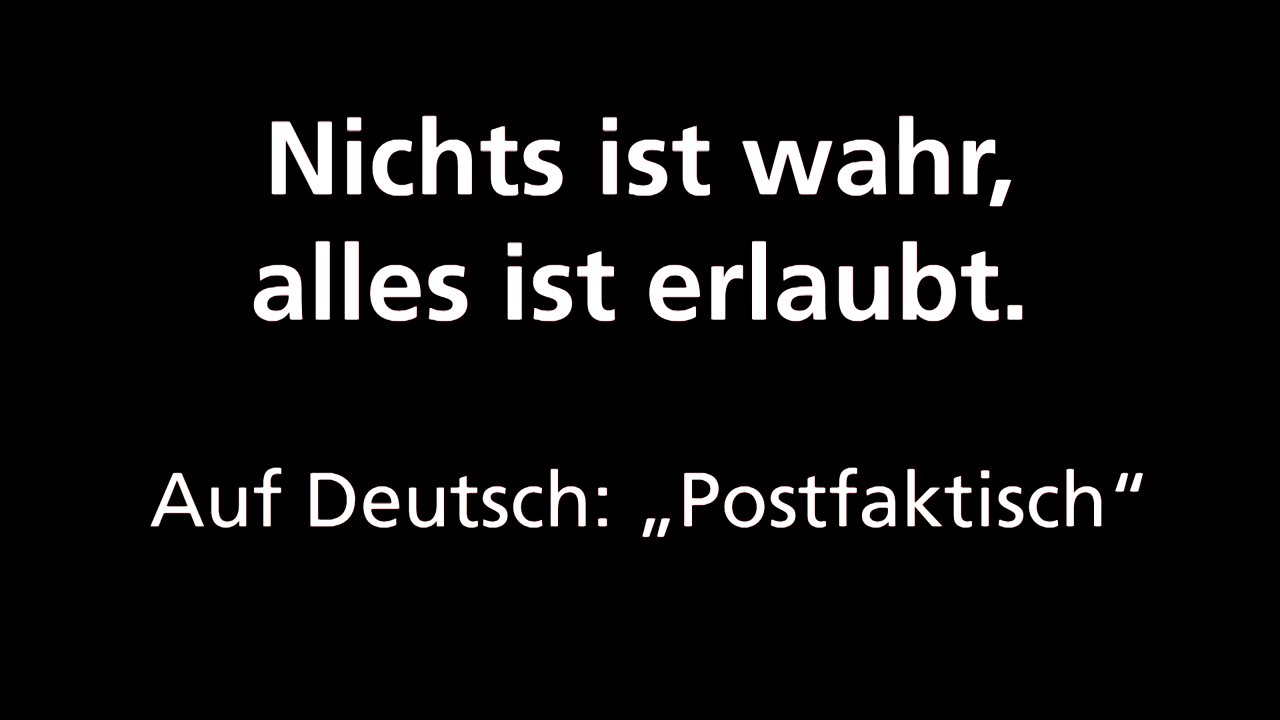 Nichts ist wahr,
alles ist erlaubt.
Auf Deutsch: „Postfaktisch“